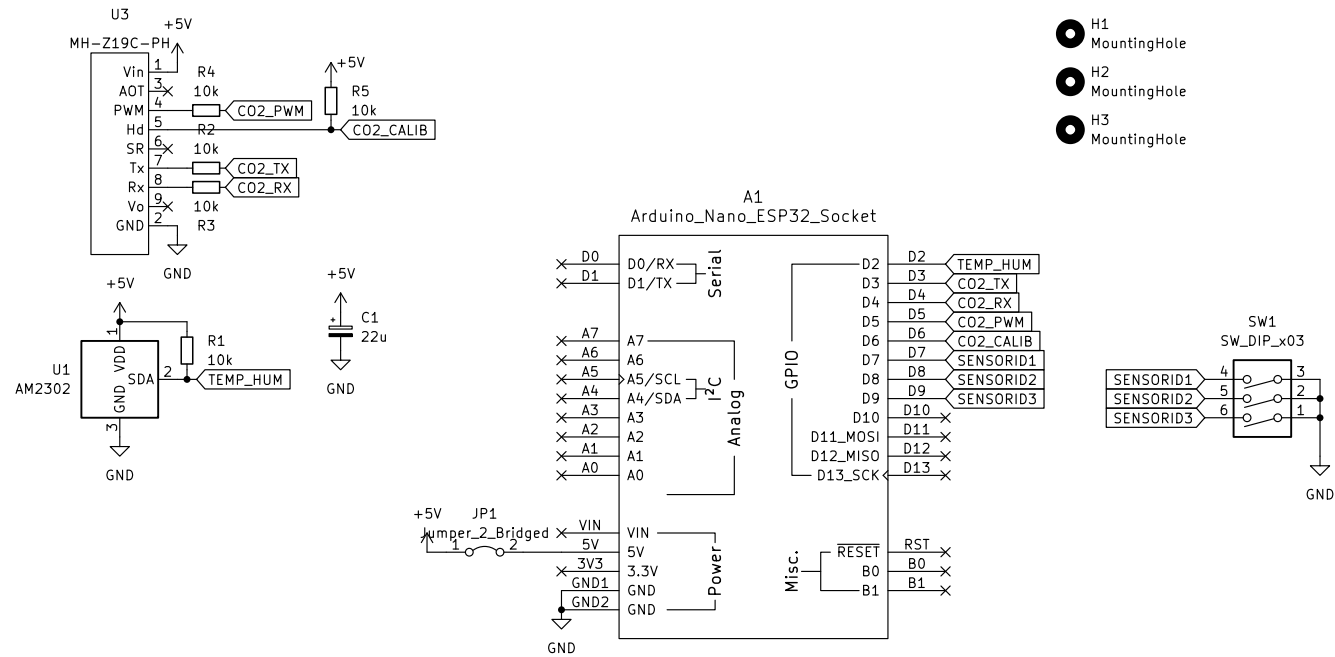 U3
+5V
MH-Z19C-PH
Vin 1
AOT 3
PWM 4
Hd 5
SR 6
Tx 7
Rx 8
Vo 9
GND 2
R4
10k
CO2_PWM
R2
10k
CO2_TX
CO2_RX
10k
R3
GND
+5V
R5
10k
CO2_CALIB
H1
MountingHole
H2
MountingHole
H3
MountingHole
+5V
1
VDD
U1
AM2302
SDA 2
GND
3
GND
R1
10k
TEMP_HUM
+5V
+
C1
22u
GND
A1
Arduino_Nano_ESP32_Socket
D0 D0/RX
D1 D1/TX
Serial
A7 A7
A6 A6
A5 A5/SCL
A4 A4/SDA
I²C
A3 A3
A2 A2
A1 A1
A0 A0
Analog
+5V
JP1
Jumper_2_Bridged
1 2
VIN VIN
5V 5V
3V3 3.3V
GND1 GND
GND2 GND
Power
GND
GPIO
D2 D2 TEMP_HUM
D3 D3 CO2_TX
D4 D4 CO2_RX
D5 D5 CO2_PWM
D6 D6 CO2_CALIB
D7 D7 SENSORID1
D8 D8 SENSORID2
D9 D9 SENSORID3
D10 D10
D11_MOSI D11
D12_MISO D12
D13_SCK D13
Misc.
RESET RST
B0 B0
B1 B1
SW1
SW_DIP_x03
SENSORID1 4 3
SENSORID2 5 2
SENSORID3 6 1
GND